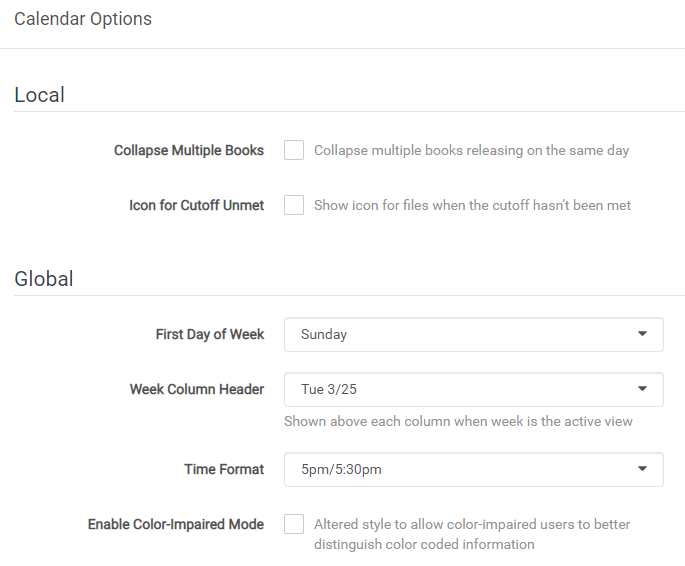 Calendar Options
Local
Collapse Multiple Books Collapse multiple books releasing on the same day
Icon for Cutoff Unmet Show icon for files when the cutoff hasn't been met
Global
First Day of Week Sunday
Week Column Header Tue 3/25
Shown above each column when week is the active view
Time Format 5pm/5:30pm
Enable Color-Impaired Mode Altered style to allow color-impaired users to better
distinguish color coded information